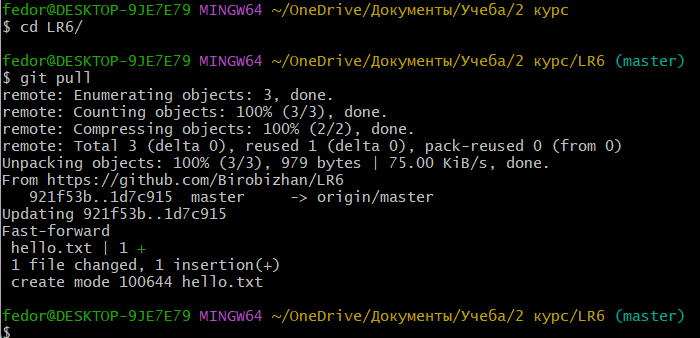 fedor@DESKTOP-9JE7E79 MINGW64 ~/OneDrive/Документы/Учеба/2 курс
$ cd LR6/
fedor@DESKTOP-9JE7E79 MINGW64 ~/OneDrive/Документы/Учеба/2 курс/LR6 (master)
$ git pull
remote: Enumerating objects: 3, done.
remote: Counting objects: 100% (3/3), done.
remote: Compressing objects: 100% (2/2), done.
remote: Total 3 (delta 0), reused 1 (delta 0), pack-reused 0 (from 0)
Unpacking objects: 100% (3/3), 979 bytes | 75.00 KiB/s, done.
From https://github.com/Birobizhan/LR6
   921f53b..1d7c915  master     -> origin/master
Updating 921f53b..1d7c915
Fast-forward
 hello.txt | 1 +
 1 file changed, 1 insertion(+)
 create mode 100644 hello.txt
fedor@DESKTOP-9JE7E79 MINGW64 ~/OneDrive/Документы/Учеба/2 курс/LR6 (master)
$